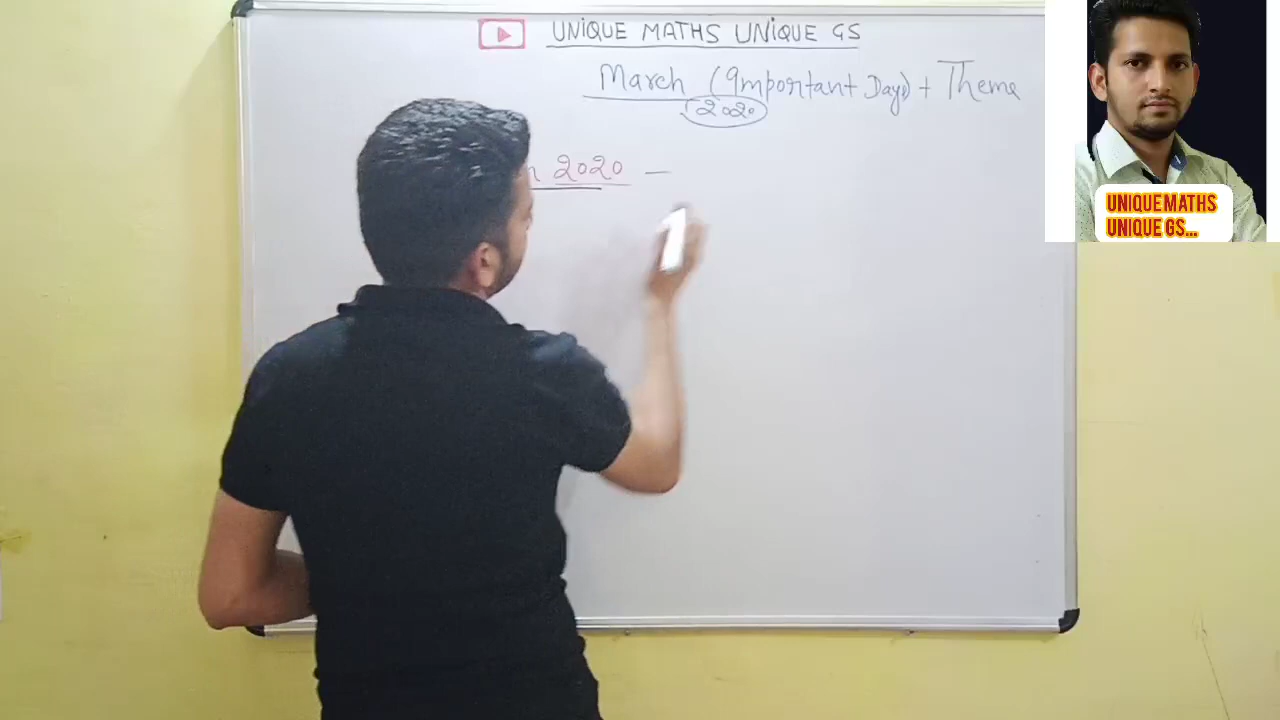 UNIQUE MATHS UNIQUE GS
March (Important Days) + Theme
2020
2020 —
UNIQUE MATHS
UNIQUE GS...